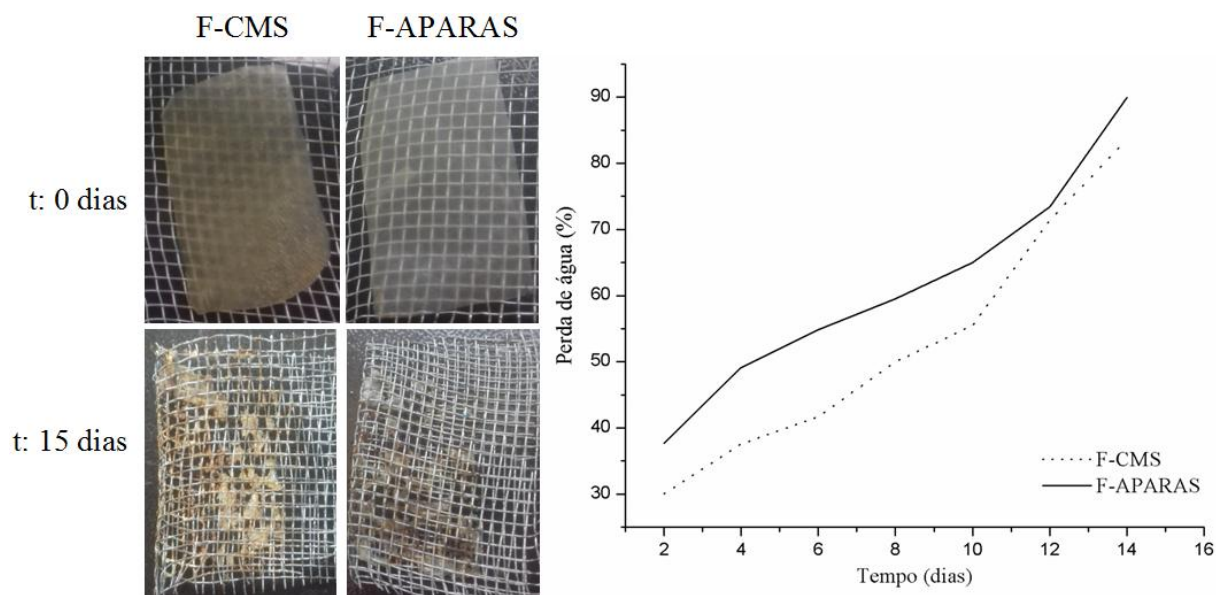 F-CMS F-APARAS
t: 0 dias
t: 15 dias
Perda de água (%)
90
80
70
60
50
40
30
F-CMS
F-APARAS
2 4 6 8 10 12 14 16
Tempo (dias)